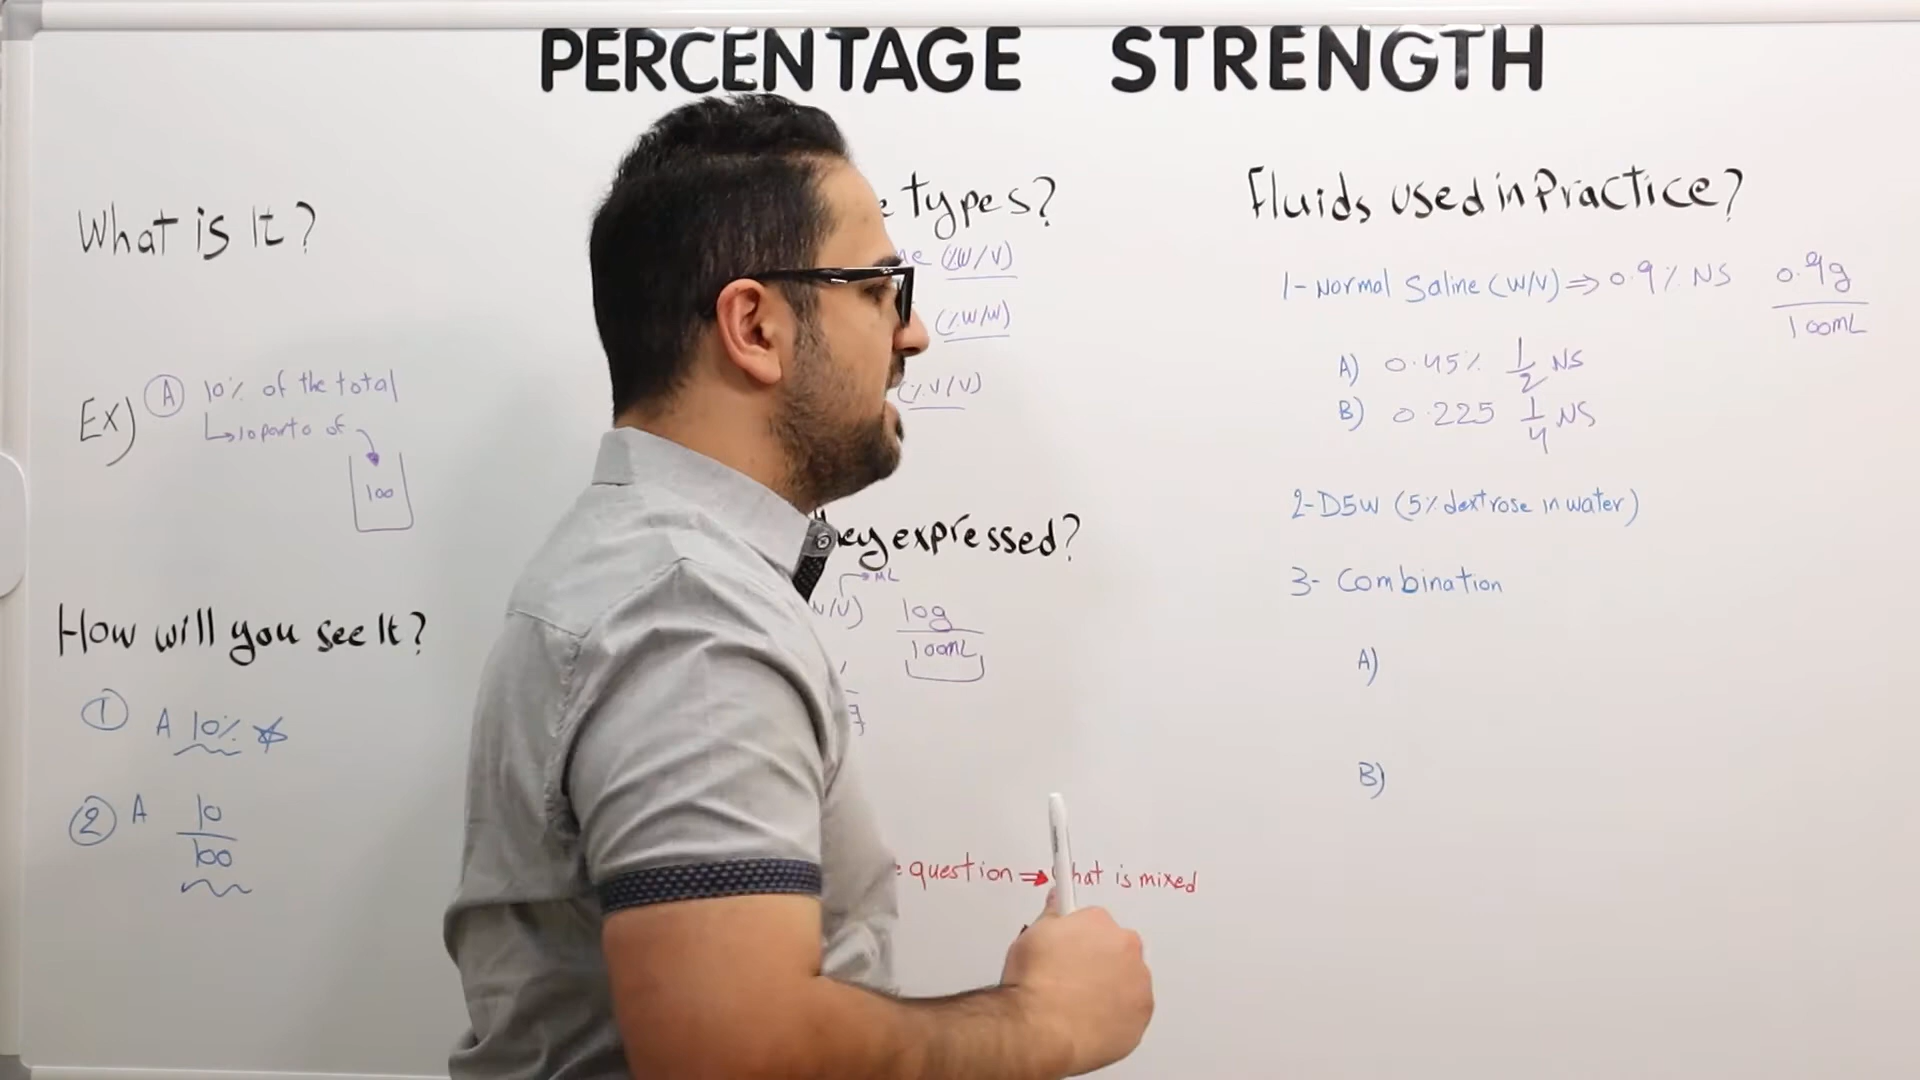 PERCENTAGE STRENGTH
What is It?
Ex) A 10% of the total
10 parts of
100
How will you see It?
1 A 10%
2 A 10
100
types?
(%W/V)
(%W/W)
(%V/V)
expressed?
ML
10g
100mL
question ⇒ what is mixed
Fluids used in Practice?
1- Normal Saline (W/V) ⇒ 0.9% NS 0.9g
100mL
A) 0.45% 1/2 NS
B) 0.225 1/4 NS
2- D5W (5% dextrose in water)
3- Combination
A)
B)